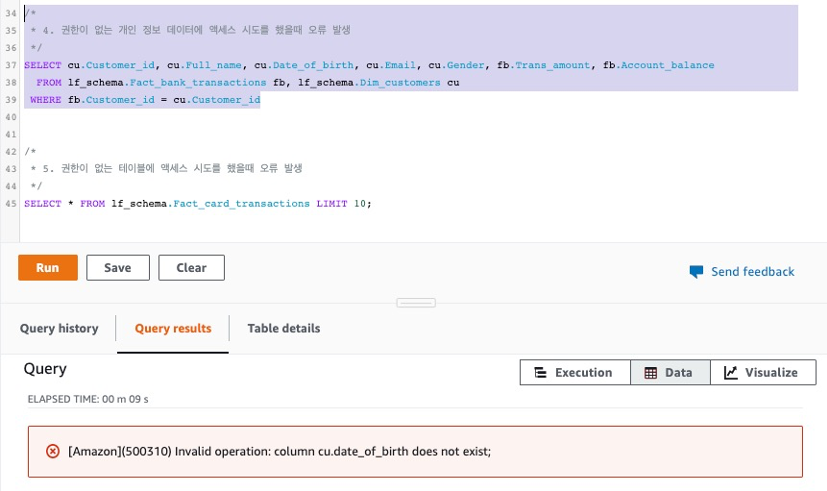 34 /*
35 * 4. 권한이 없는 개인 정보 데이터에 액세스 시도를 했을때 오류 발생
36 */
37 SELECT cu.Customer_id, cu.Full_name, cu.Date_of_birth, cu.Email, cu.Gender, fb.Trans_amount, fb.Account_balance
38 FROM lf_schema.Fact_bank_transactions fb, lf_schema.Dim_customers cu
39 WHERE fb.Customer_id = cu.Customer_id
40
41
42 /*
43 * 5. 권한이 없는 테이블에 액세스 시도를 했을때 오류 발생
44 */
45 SELECT * FROM lf_schema.Fact_card_transactions LIMIT 10;
Run Save Clear Send feedback
Query history Query results Table details
Query Execution Data Visualize
ELAPSED TIME: 00 m 09 s
[Amazon](500310) Invalid operation: column cu.date_of_birth does not exist;